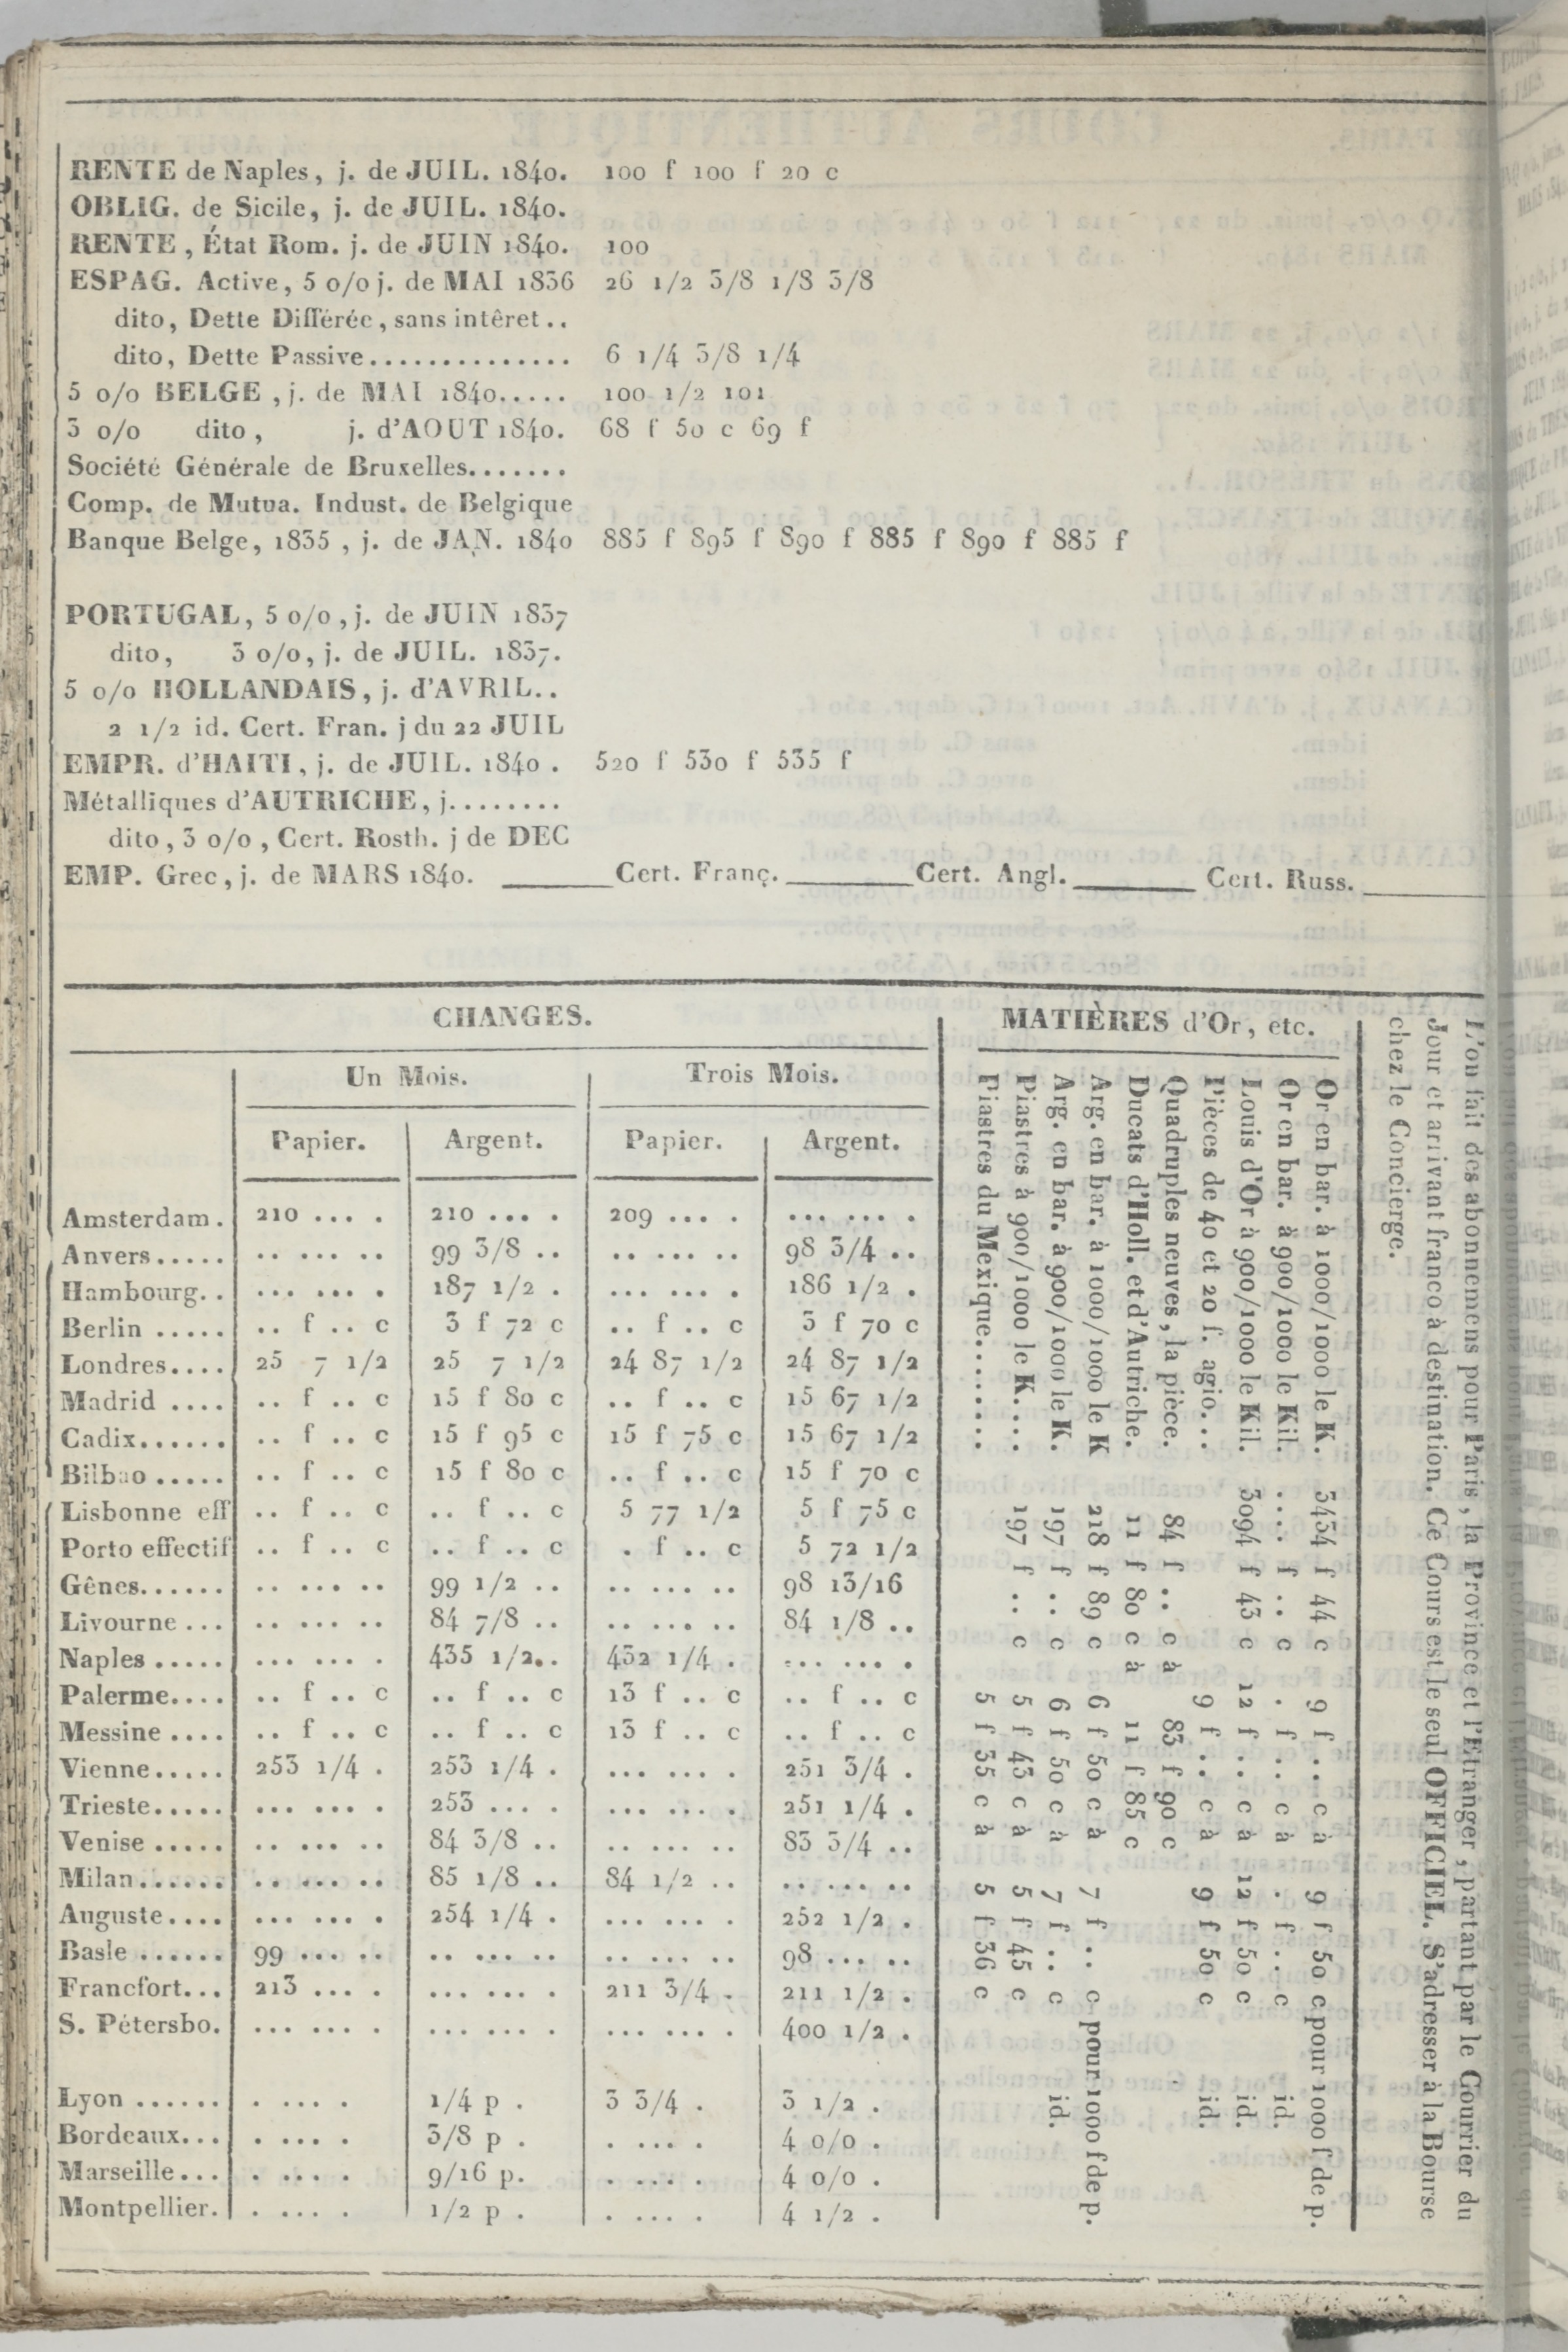 RENTE de Naples, j. de JUIL. 1840. 100 f 100 f 20 c
OBLIG. de Sicile, j. de JUIL. 1840.
RENTE, État Rom. j. de JUIN 1840. 100
ESPAG. Active, 5 o/o j. de MAI 1836 26 1/2 3/8 1/8 3/8
dito, Dette Différée, sans intêret..
dito, Dette Passive.............. 6 1/4 3/8 1/4
5 o/o BELGE, j. de MAI 1840..... 100 1/2 101
3 o/o dito, j. d'AOUT 1840. 68 f 50 c 69 f
Société Générale de Bruxelles.......
Comp. de Mutua. Indust. de Belgique
Banque Belge, 1835, j. de JAN. 1840 885 f 895 f 890 f 885 f 890 f 885 f
PORTUGAL, 5 o/o, j. de JUIN 1837
dito, 3 o/o, j. de JUIL. 1837.
5 o/o HOLLANDAIS, j. d'AVRIL..
2 1/2 id. Cert. Fran. j du 22 JUIL
EMPR. d'HAITI, j. de JUIL. 1840. 520 f 530 f 535 f
Métalliques d'AUTRICHE, j........
dito, 3 o/o, Cert. Rosth. j de DEC
EMP. Grec, j. de MARS 1840. ______ Cert. Franç. ______ Cert. Angl. ______ Cert. Russ. ______
CHANGES.
Un Mois. Trois Mois.
Papier. Argent. Papier. Argent.
Amsterdam. 210 .... 210 .... 209 .... ... ... .
Anvers..... .. ... .. 99 3/8 .. .. ... .. 98 3/4 ..
Hambourg.. ... ... . 187 1/2 . ... ... . 186 1/2 .
Berlin ..... .. f .. c 3 f 72 c .. f .. c 3 f 70 c
Londres.... 25 7 1/2 25 7 1/2 24 87 1/2 24 87 1/2
Madrid .... .. f .. c 15 f 80 c .. f .. c 15 67 1/2
Cadix...... .. f .. c 15 f 95 c 15 f 75 c 15 67 1/2
Bilbao ..... .. f .. c 15 f 80 c .. f .. c 15 f 70 c
Lisbonne eff .. f .. c .. f .. c 5 77 1/2 5 f 75 c
Porto effectif .. f .. c .. f .. c . f .. c 5 72 1/2
Gênes...... .. ... .. 99 1/2 .. .. ... .. 98 13/16
Livourne... .. ... .. 84 7/8 .. .. ... .. 84 1/8 ..
Naples ..... ... ... . 435 1/2.. 432 1/4 . ... ... .
Palerme.... .. f .. c .. f .. c 13 f .. c .. f .. c
Messine .... .. f .. c .. f .. c 13 f .. c .. f .. c
Vienne..... 253 1/4 . 253 1/4 . ... ... . 251 3/4 .
Trieste..... ... ... . 253 .... ... ... . 251 1/4 .
Venise ..... .. ... .. 84 3/8 .. .. ... .. 83 3/4 ..
Milan...... .. ... .. 85 1/8 .. 84 1/2 .. .. ... ..
Auguste.... ... ... . 254 1/4 . ... ... . 252 1/2 .
Basle ...... 99 ... .. .. ... .. .. ... .. 98 ... ..
Francfort... 213 .... ... ... . 211 3/4 . 211 1/2 .
S. Pétersbo. ... ... . ... ... . ... ... . 400 1/2 .
Lyon ...... . ... . 1/4 p . 3 3/4 . 3 1/2 .
Bordeaux... . ... . 3/8 p . . ... . 4 o/o .
Marseille... . ... . 9/16 p. . ... . 4 o/o .
Montpellier. . ... . 1/2 p . . ... . 4 1/2 .
MATIÈRES d'Or, etc.
Or en bar. à 1000/1000 le K. 3434 f 44 c 9 f .. c à 9 f 50 c pour 1000 f de p.
Or en bar. à 900/1000 le Kil. .... f .. c . f .. c à . f .. c id.
Louis d'Or à 900/1000 le Kil. 3094 f 43 c 12 f .. c à 12 f 50 c id.
Pièces de 40 et 20 f. agio... 9 f .. c à 9 f 50 c id.
Quadruples neuves, la pièce. 84 f .. c à 83 f 90 c
Ducats d'Holl. et d'Autriche. 11 f 80 c à 11 f 85 c
Arg. en bar. à 1000/1000 le K 218 f 89 c 6 f 50 c à 7 f .. c pour 1000 f de p.
Arg. en bar. à 900/1000 le K. 197 f .. c 6 f 50 c à 7 f .. c id.
Piastres à 900/1000 le K.... 197 f .. c 5 f 43 c à 5 f 45 c
Piastres du Mexique....... 5 f 35 c à 5 f 36 c
L'on fait des abonnemens pour Paris, la Province et l'Etranger, partant par le Courrier du
Jour et arrivant franco à destination. Ce Cours est le seul OFFICIEL. S'adresser à la Bourse
chez le Concierge.